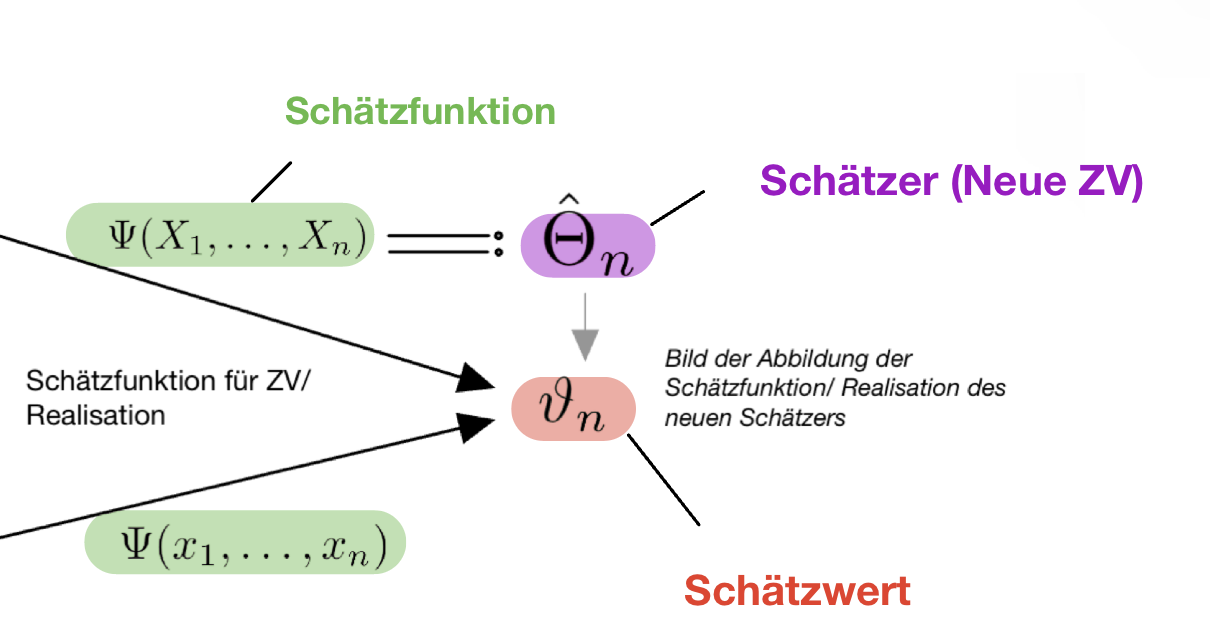 Schätzfunktion
Schätzer (Neue ZV)
Ψ(X₁, . . . , Xₙ) =: Θ̂ₙ
Schätzfunktion für ZV/
Realisation
ϑₙ
Bild der Abbildung der
Schätzfunktion/ Realisation des
neuen Schätzers
Ψ(x₁, . . . , xₙ)
Schätzwert